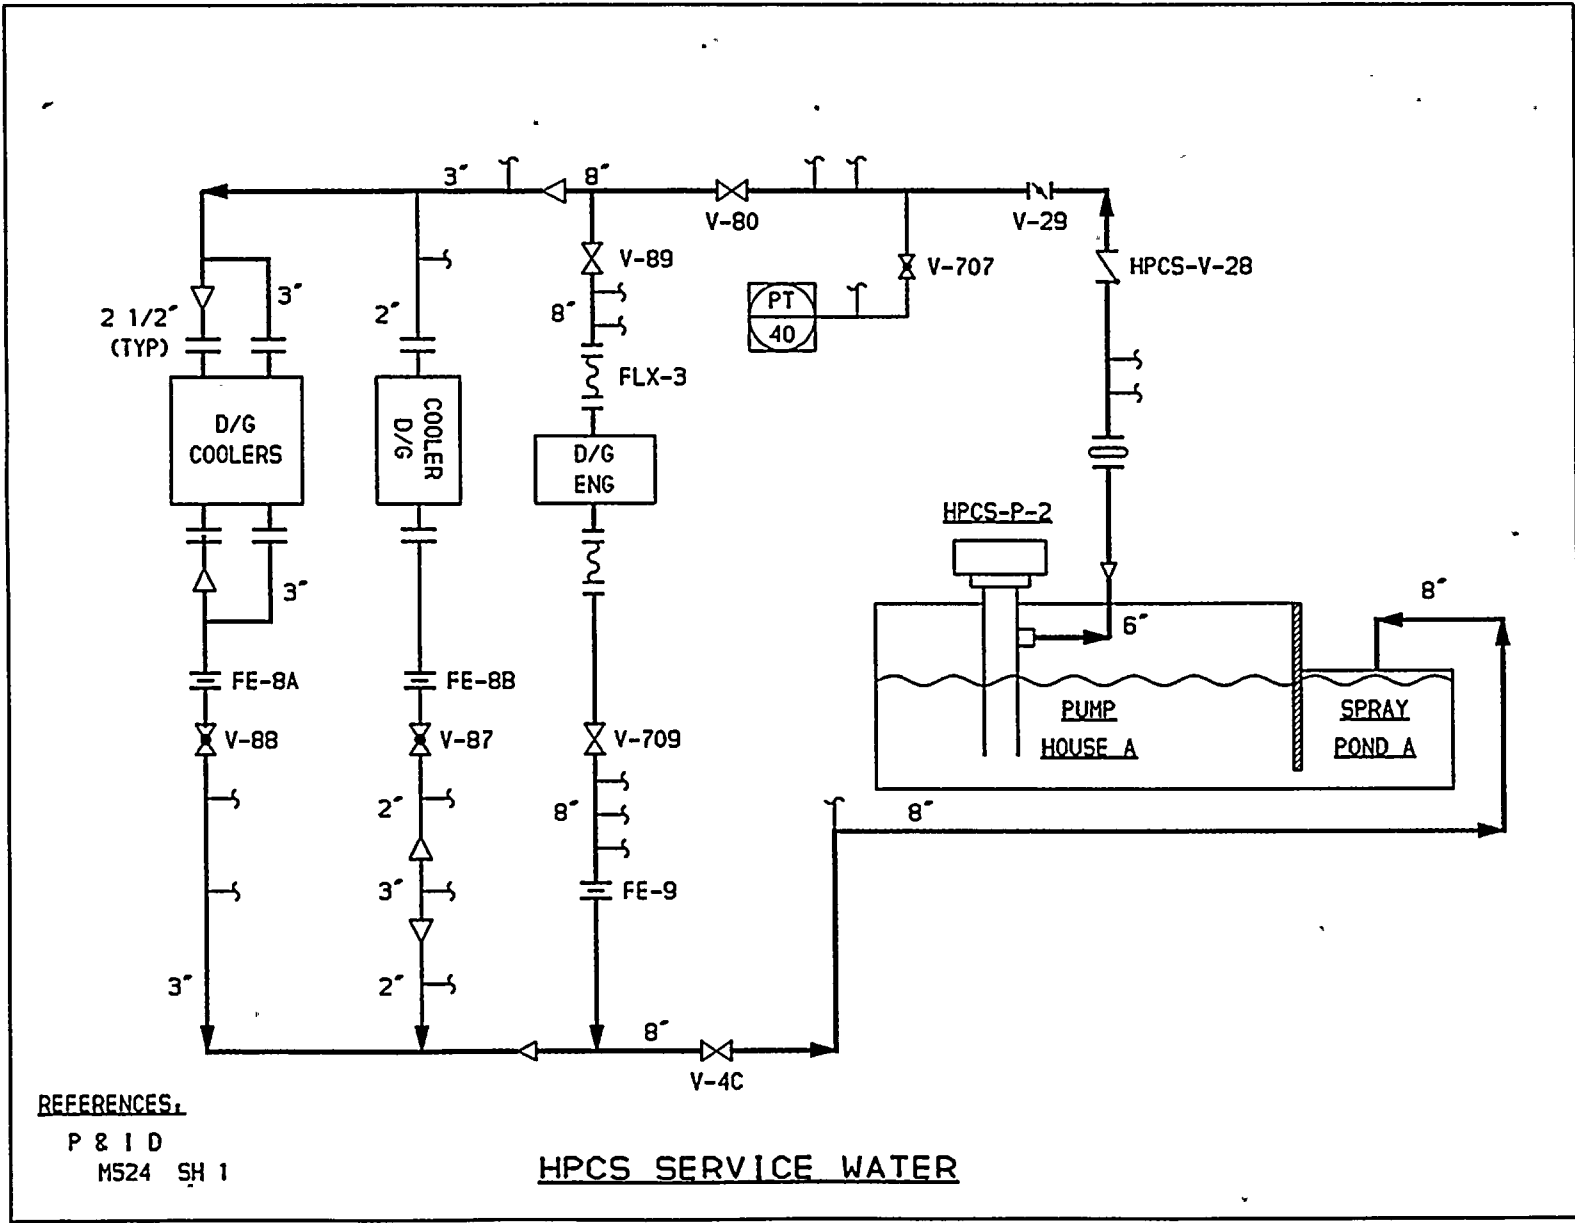 3" 8"
V-80
V-29
V-89
V-707
HPCS-V-28
2 1/2"
(TYP)
3"
2"
8"
PT
40
FLX-3
D/G
COOLERS
COOLER
D/G
D/G
ENG
HPCS-P-2
3"
6"
8"
FE-8A
FE-8B
V-88
V-87
V-709
PUMP
HOUSE A
SPRAY
POND A
2"
8"
8"
3"
FE-9
3"
2"
8"
V-4C
REFERENCES:
P & I D
M524 SH 1
HPCS SERVICE WATER